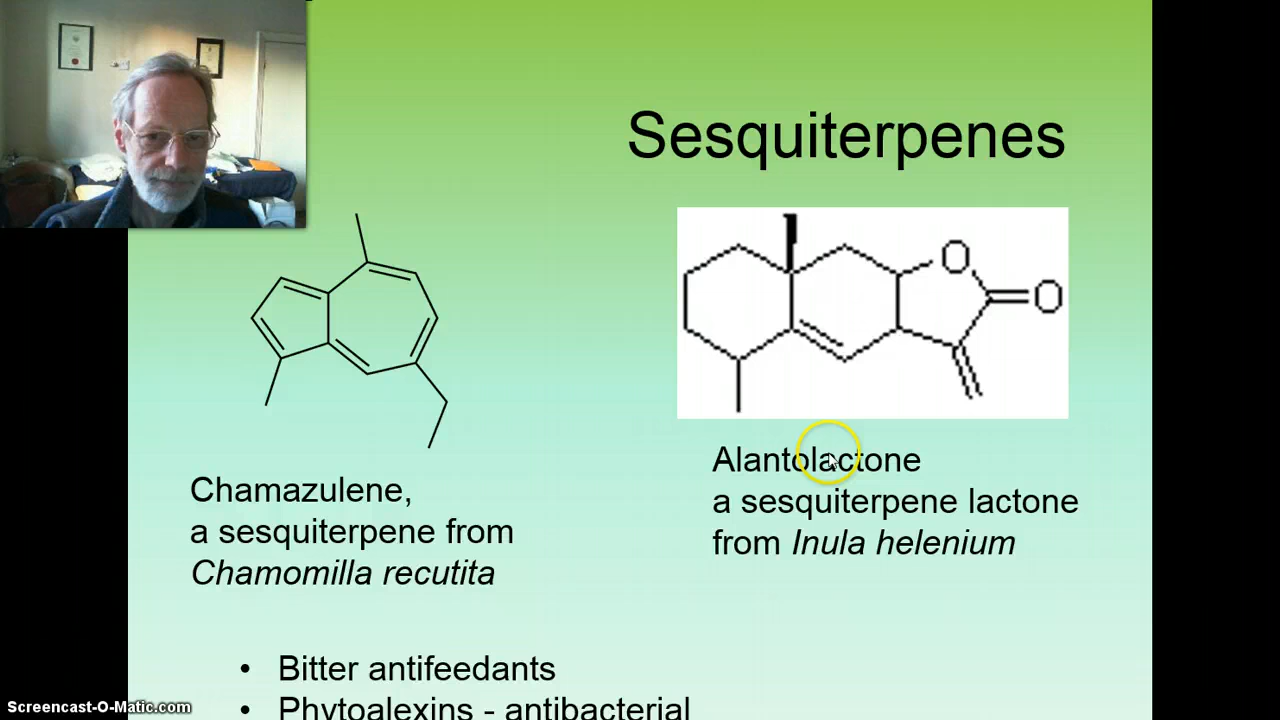 Sesquiterpenes
O
O
Chamazulene,
a sesquiterpene from
Chamomilla recutita
Alantolactone
a sesquiterpene lactone
from Inula helenium
• Bitter antifeedants
• Phytoalexins - antibacterial
Screencast-O-Matic.com